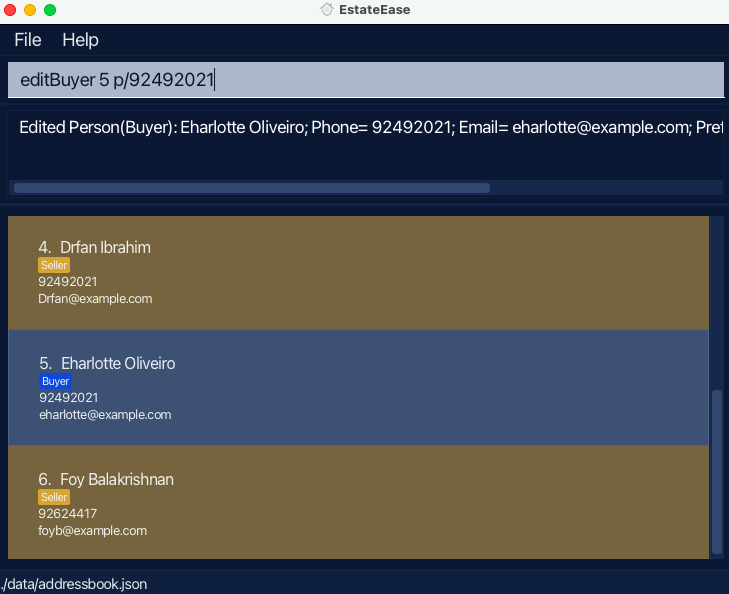 EstateEase
File Help
editBuyer 5 p/92492021
Edited Person(Buyer): Eharlotte Oliveiro; Phone= 92492021; Email= eharlotte@example.com; Pref
4. Drfan Ibrahim
Seller
92492021
Drfan@example.com
5. Eharlotte Oliveiro
Buyer
92492021
eharlotte@example.com
6. Foy Balakrishnan
Seller
92624417
foyb@example.com
./data/addressbook.json